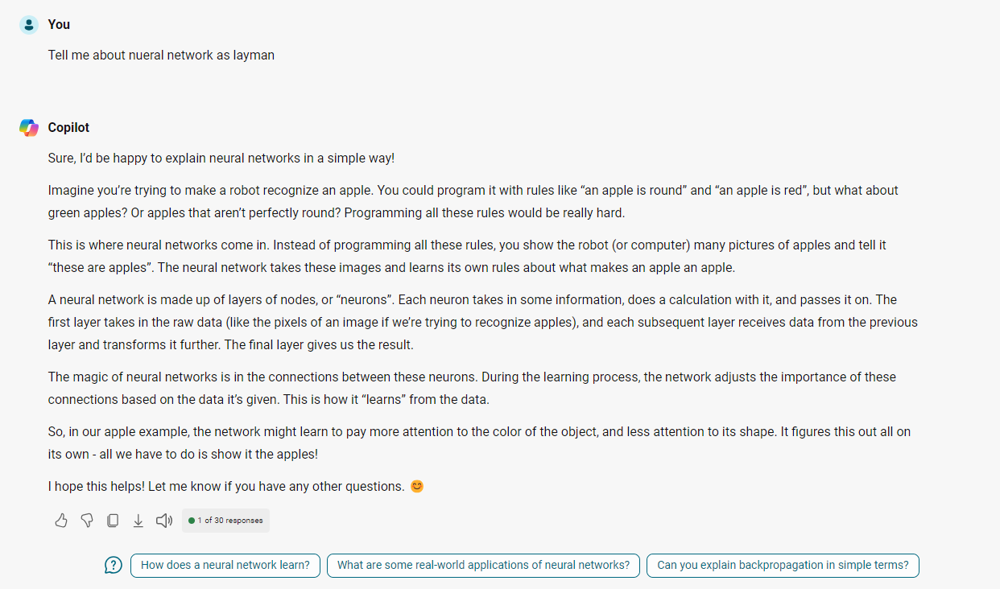 You
Tell me about nueral network as layman
Copilot
Sure, I’d be happy to explain neural networks in a simple way!
Imagine you’re trying to make a robot recognize an apple. You could program it with rules like “an apple is round” and “an apple is red”, but what about
green apples? Or apples that aren’t perfectly round? Programming all these rules would be really hard.
This is where neural networks come in. Instead of programming all these rules, you show the robot (or computer) many pictures of apples and tell it
“these are apples”. The neural network takes these images and learns its own rules about what makes an apple an apple.
A neural network is made up of layers of nodes, or “neurons”. Each neuron takes in some information, does a calculation with it, and passes it on. The
first layer takes in the raw data (like the pixels of an image if we’re trying to recognize apples), and each subsequent layer receives data from the previous
layer and transforms it further. The final layer gives us the result.
The magic of neural networks is in the connections between these neurons. During the learning process, the network adjusts the importance of these
connections based on the data it’s given. This is how it “learns” from the data.
So, in our apple example, the network might learn to pay more attention to the color of the object, and less attention to its shape. It figures this out all on
its own - all we have to do is show it the apples!
I hope this helps! Let me know if you have any other questions. 😊
1 of 30 responses
How does a neural network learn?
What are some real-world applications of neural networks?
Can you explain backpropagation in simple terms?